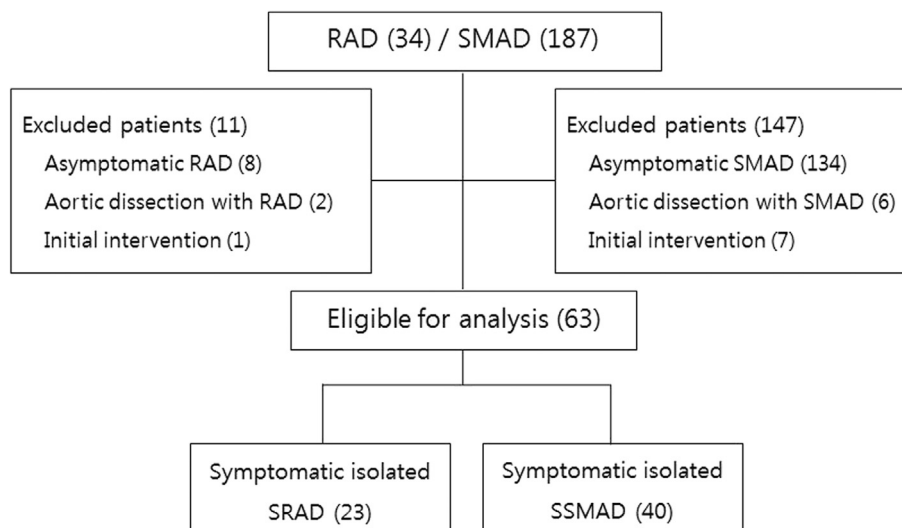 RAD (34) / SMAD (187)
Excluded patients (11)
Asymptomatic RAD (8)
Aortic dissection with RAD (2)
Initial intervention (1)
Excluded patients (147)
Asymptomatic SMAD (134)
Aortic dissection with SMAD (6)
Initial intervention (7)
Eligible for analysis (63)
Symptomatic isolated
SRAD (23)
Symptomatic isolated
SSMAD (40)